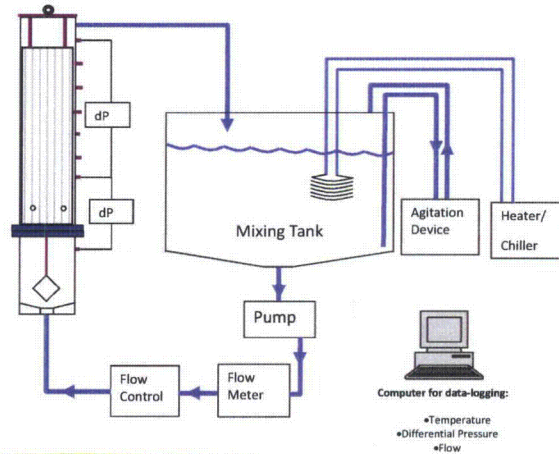 dP
dP
Mixing Tank
Agitation
Device
Heater/
Chiller
Pump
Flow
Control
Flow
Meter
Computer for data-logging:
•Temperature
•Differential Pressure
•Flow